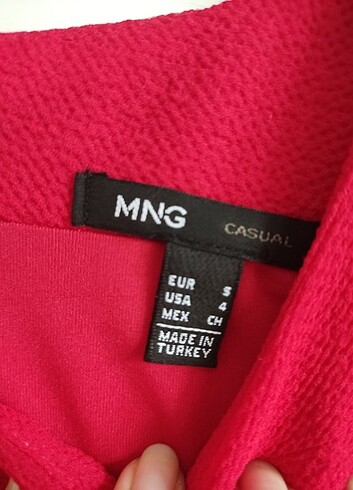 MNG CASUAL
EUR S
USA 4
MEX CH
MADE IN
TURKEY